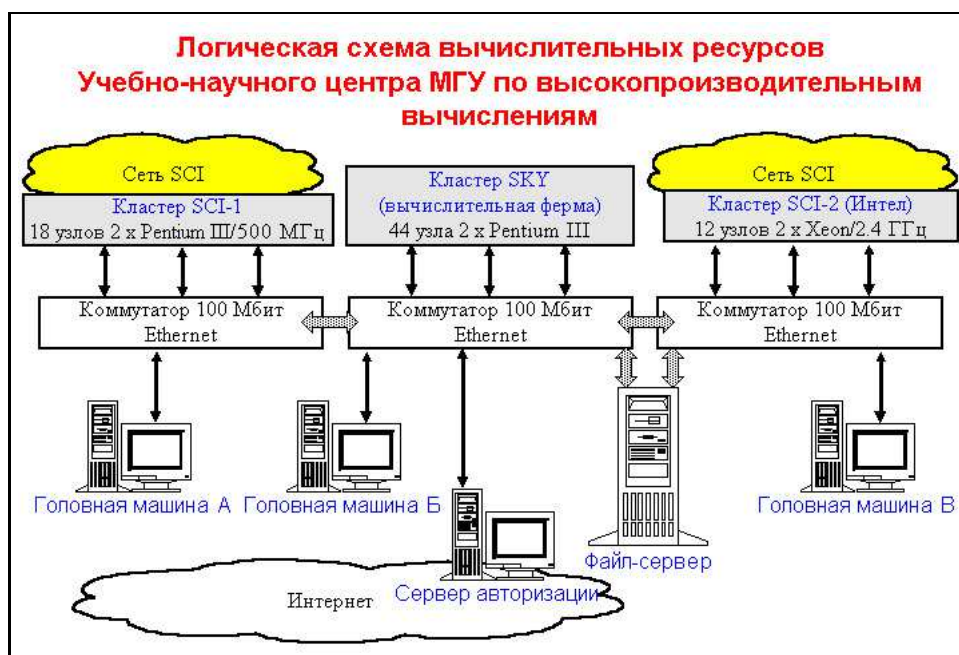 Логическая схема вычислительных ресурсов
Учебно-научного центра МГУ по высокопроизводительным
вычислениям
Сеть SCI
Кластер SCI-1
18 узлов 2 x Pentium III/500 МГц
Кластер SKY
(вычислительная ферма)
44 узла 2 x Pentium III
Сеть SCI
Кластер SCI-2 (Интел)
12 узлов 2 x Xeon/2.4 ГГц
Коммутатор 100 Мбит
Ethernet
Коммутатор 100 Мбит
Ethernet
Коммутатор 100 Мбит
Ethernet
Головная машина А
Головная машина Б
Головная машина В
Файл-сервер
Сервер авторизации
Интернет